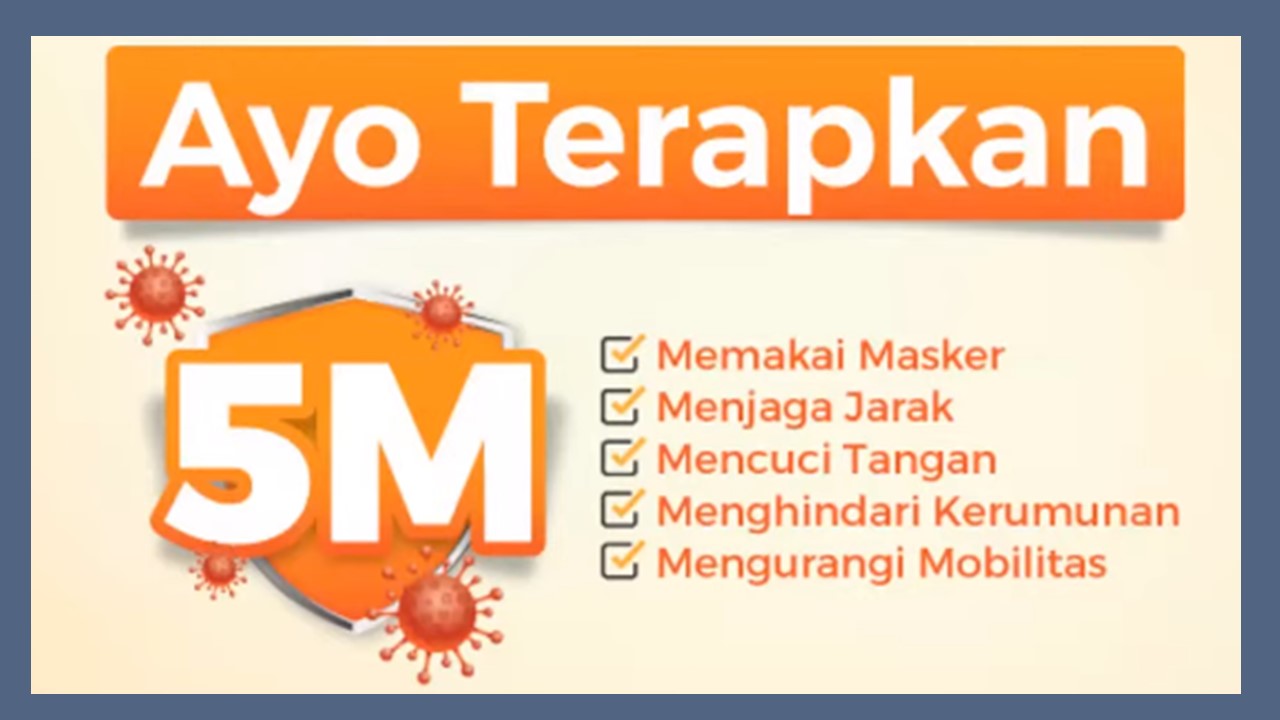 Ayo Terapkan
5M
Memakai Masker
Menjaga Jarak
Mencuci Tangan
Menghindari Kerumunan
Mengurangi Mobilitas